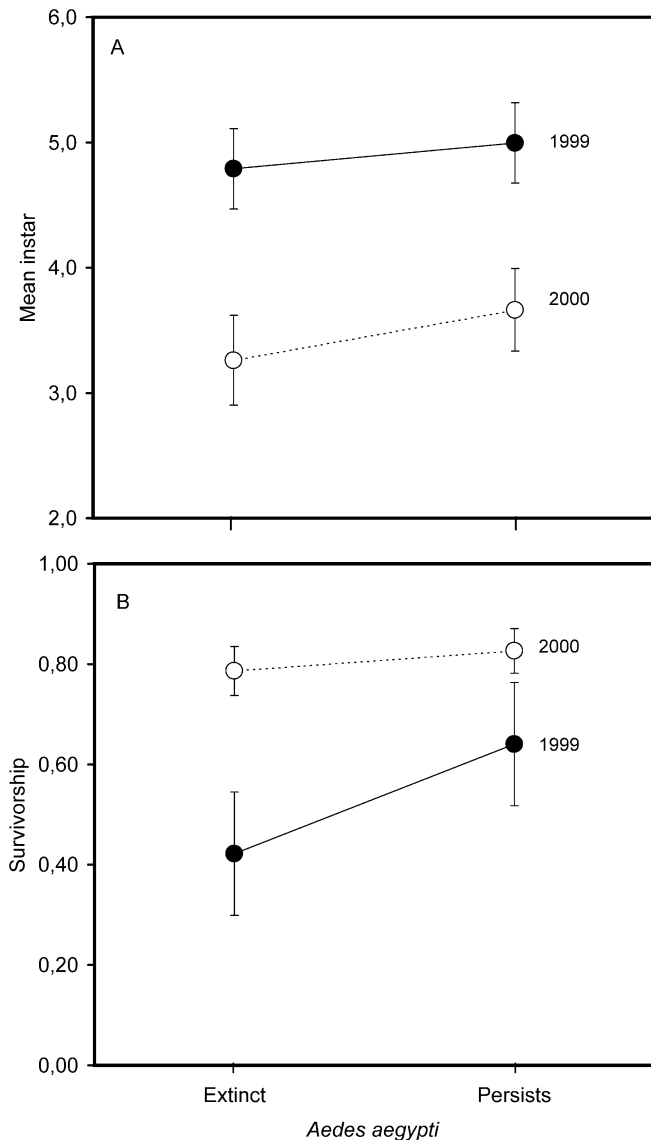 6,0
A
5,0
1999
4,0
2000
3,0
2,0
Mean instar
1,00
B
0,80
2000
1999
0,60
0,40
0,20
0,00
Survivorship
Extinct
Persists
Aedes aegypti